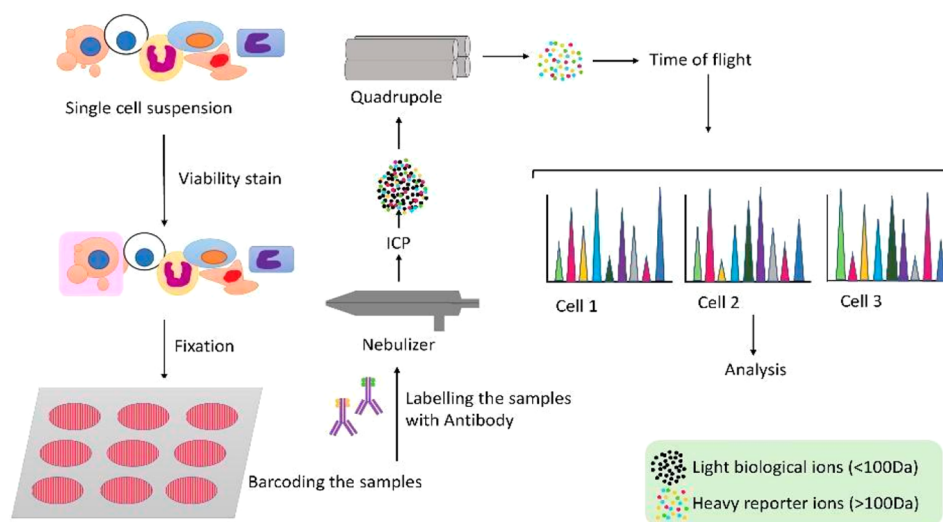 Single cell suspension
Viability stain
Fixation
Barcoding the samples
Labelling the samples
with Antibody
Nebulizer
ICP
Quadrupole
Time of flight
Cell 1
Cell 2
Cell 3
Analysis
Light biological ions (<100Da)
Heavy reporter ions (>100Da)